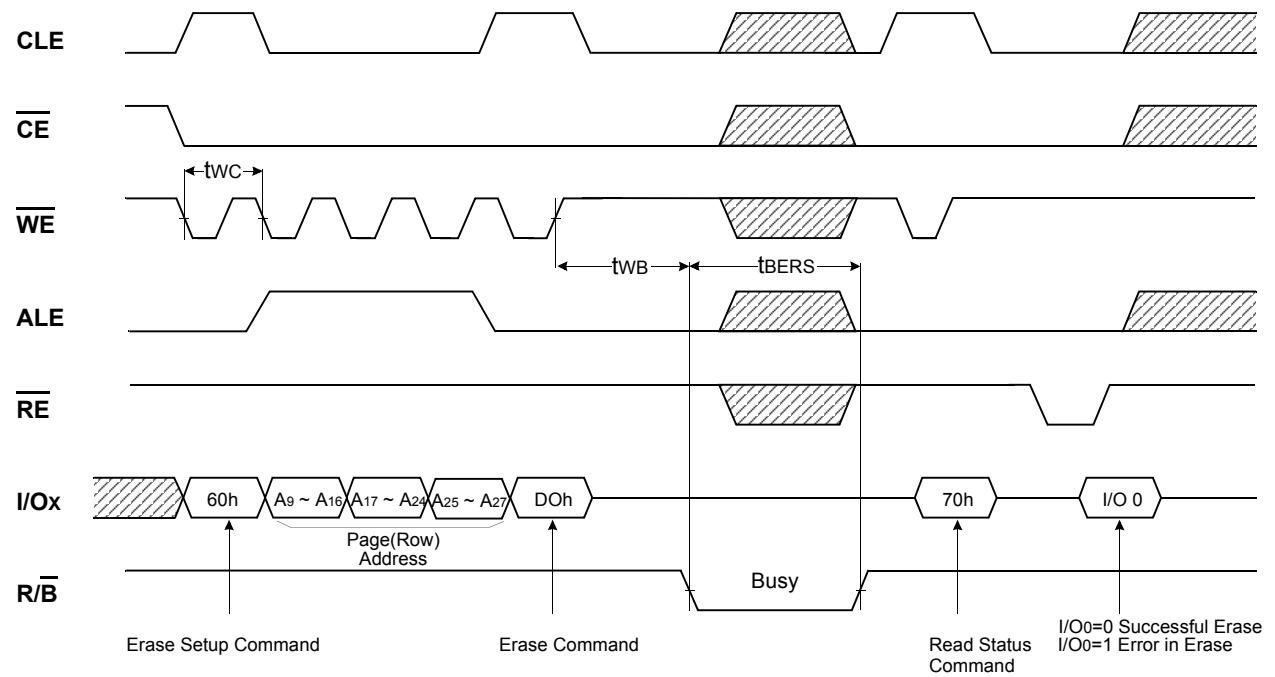 CLE
CE
tWC
WE
tWB
tBERS
ALE
RE
I/Ox
60h
A9 ~ A16
A17 ~ A24
A25 ~ A27
DOh
70h
I/O 0
Page(Row)
Address
R/B
Busy
Erase Setup Command
Erase Command
Read Status
Command
I/O0=0 Successful Erase
I/O0=1 Error in Erase